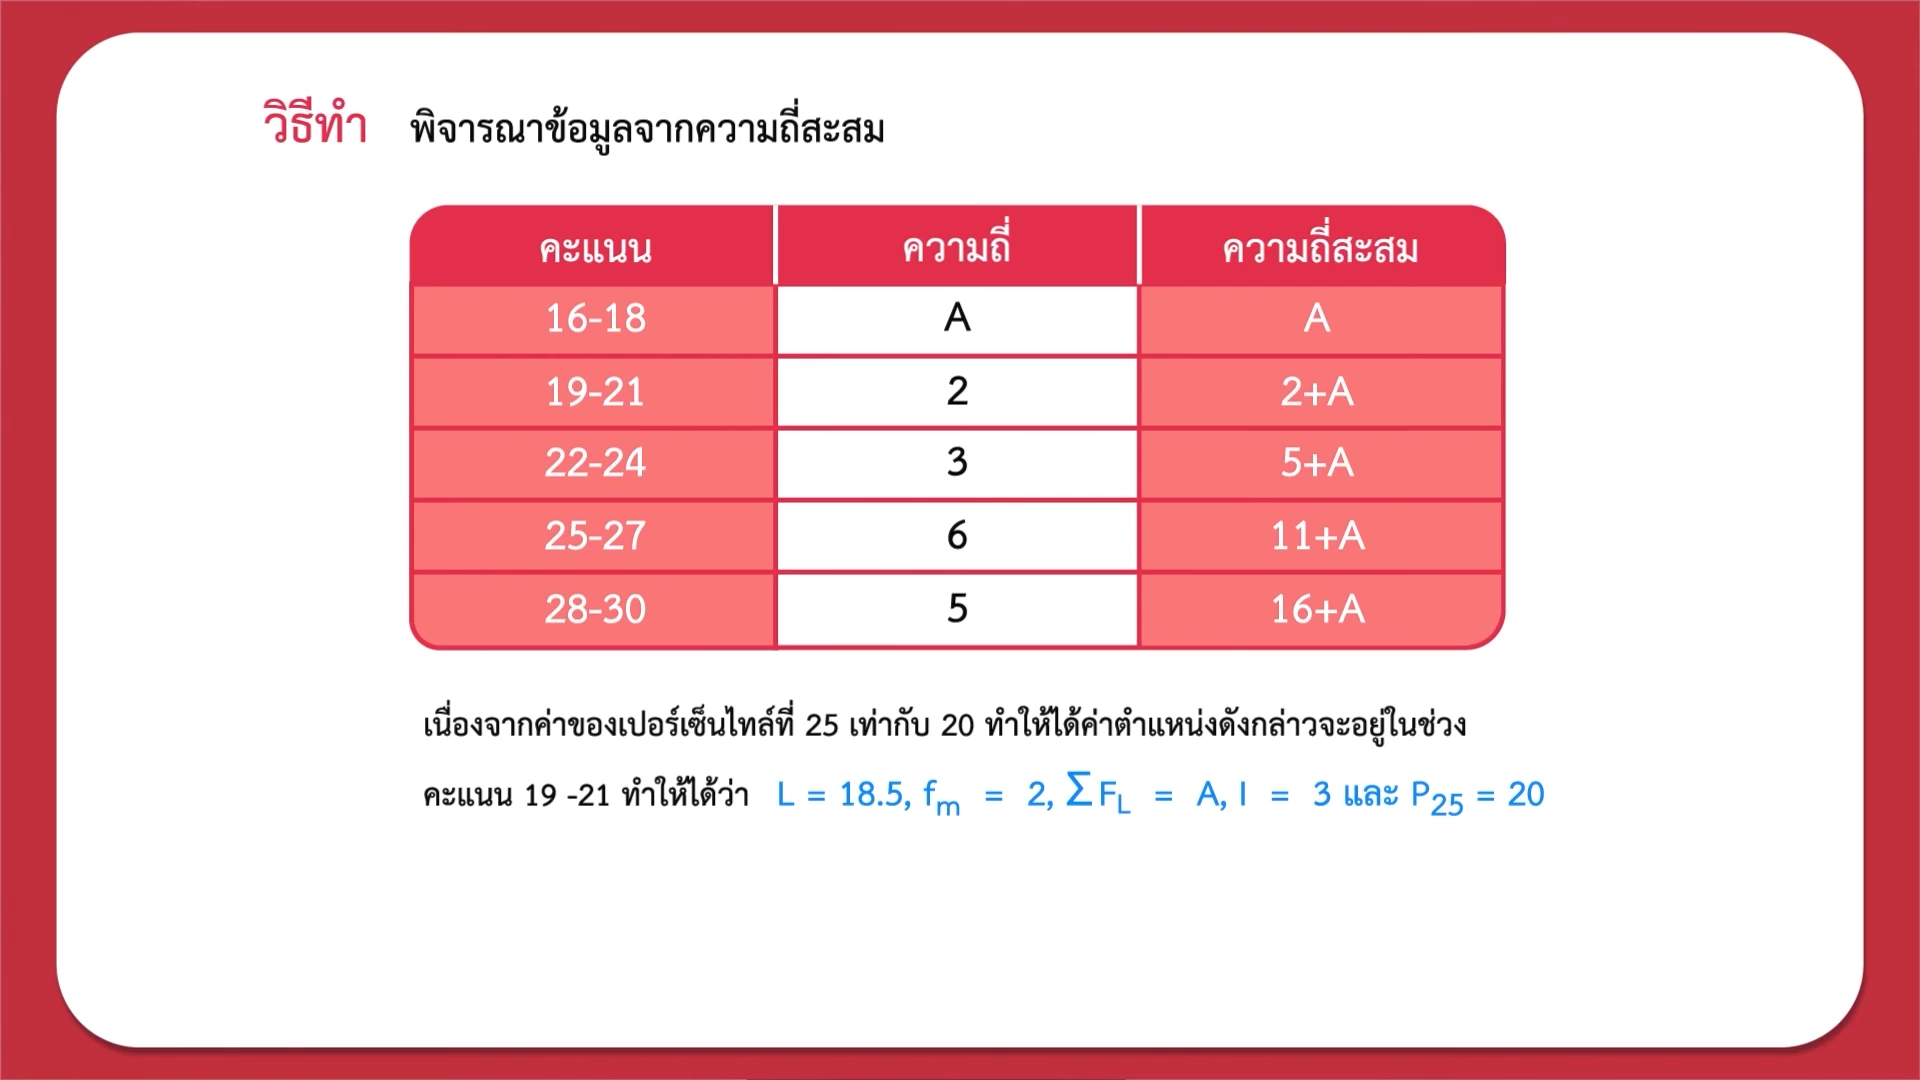 วิธีทำ พิจารณาข้อมูลจากความถี่สะสม
คะแนน ความถี่ ความถี่สะสม
16-18 A A
19-21 2 2+A
22-24 3 5+A
25-27 6 11+A
28-30 5 16+A
เนื่องจากค่าของเปอร์เซ็นไทล์ที่ 25 เท่ากับ 20 ทำให้ได้ค่าตำแหน่งดังกล่าวจะอยู่ในช่วง
คะแนน 19 -21 ทำให้ได้ว่า L = 18.5, fm = 2, ΣFL = A, I = 3 และ P25 = 20